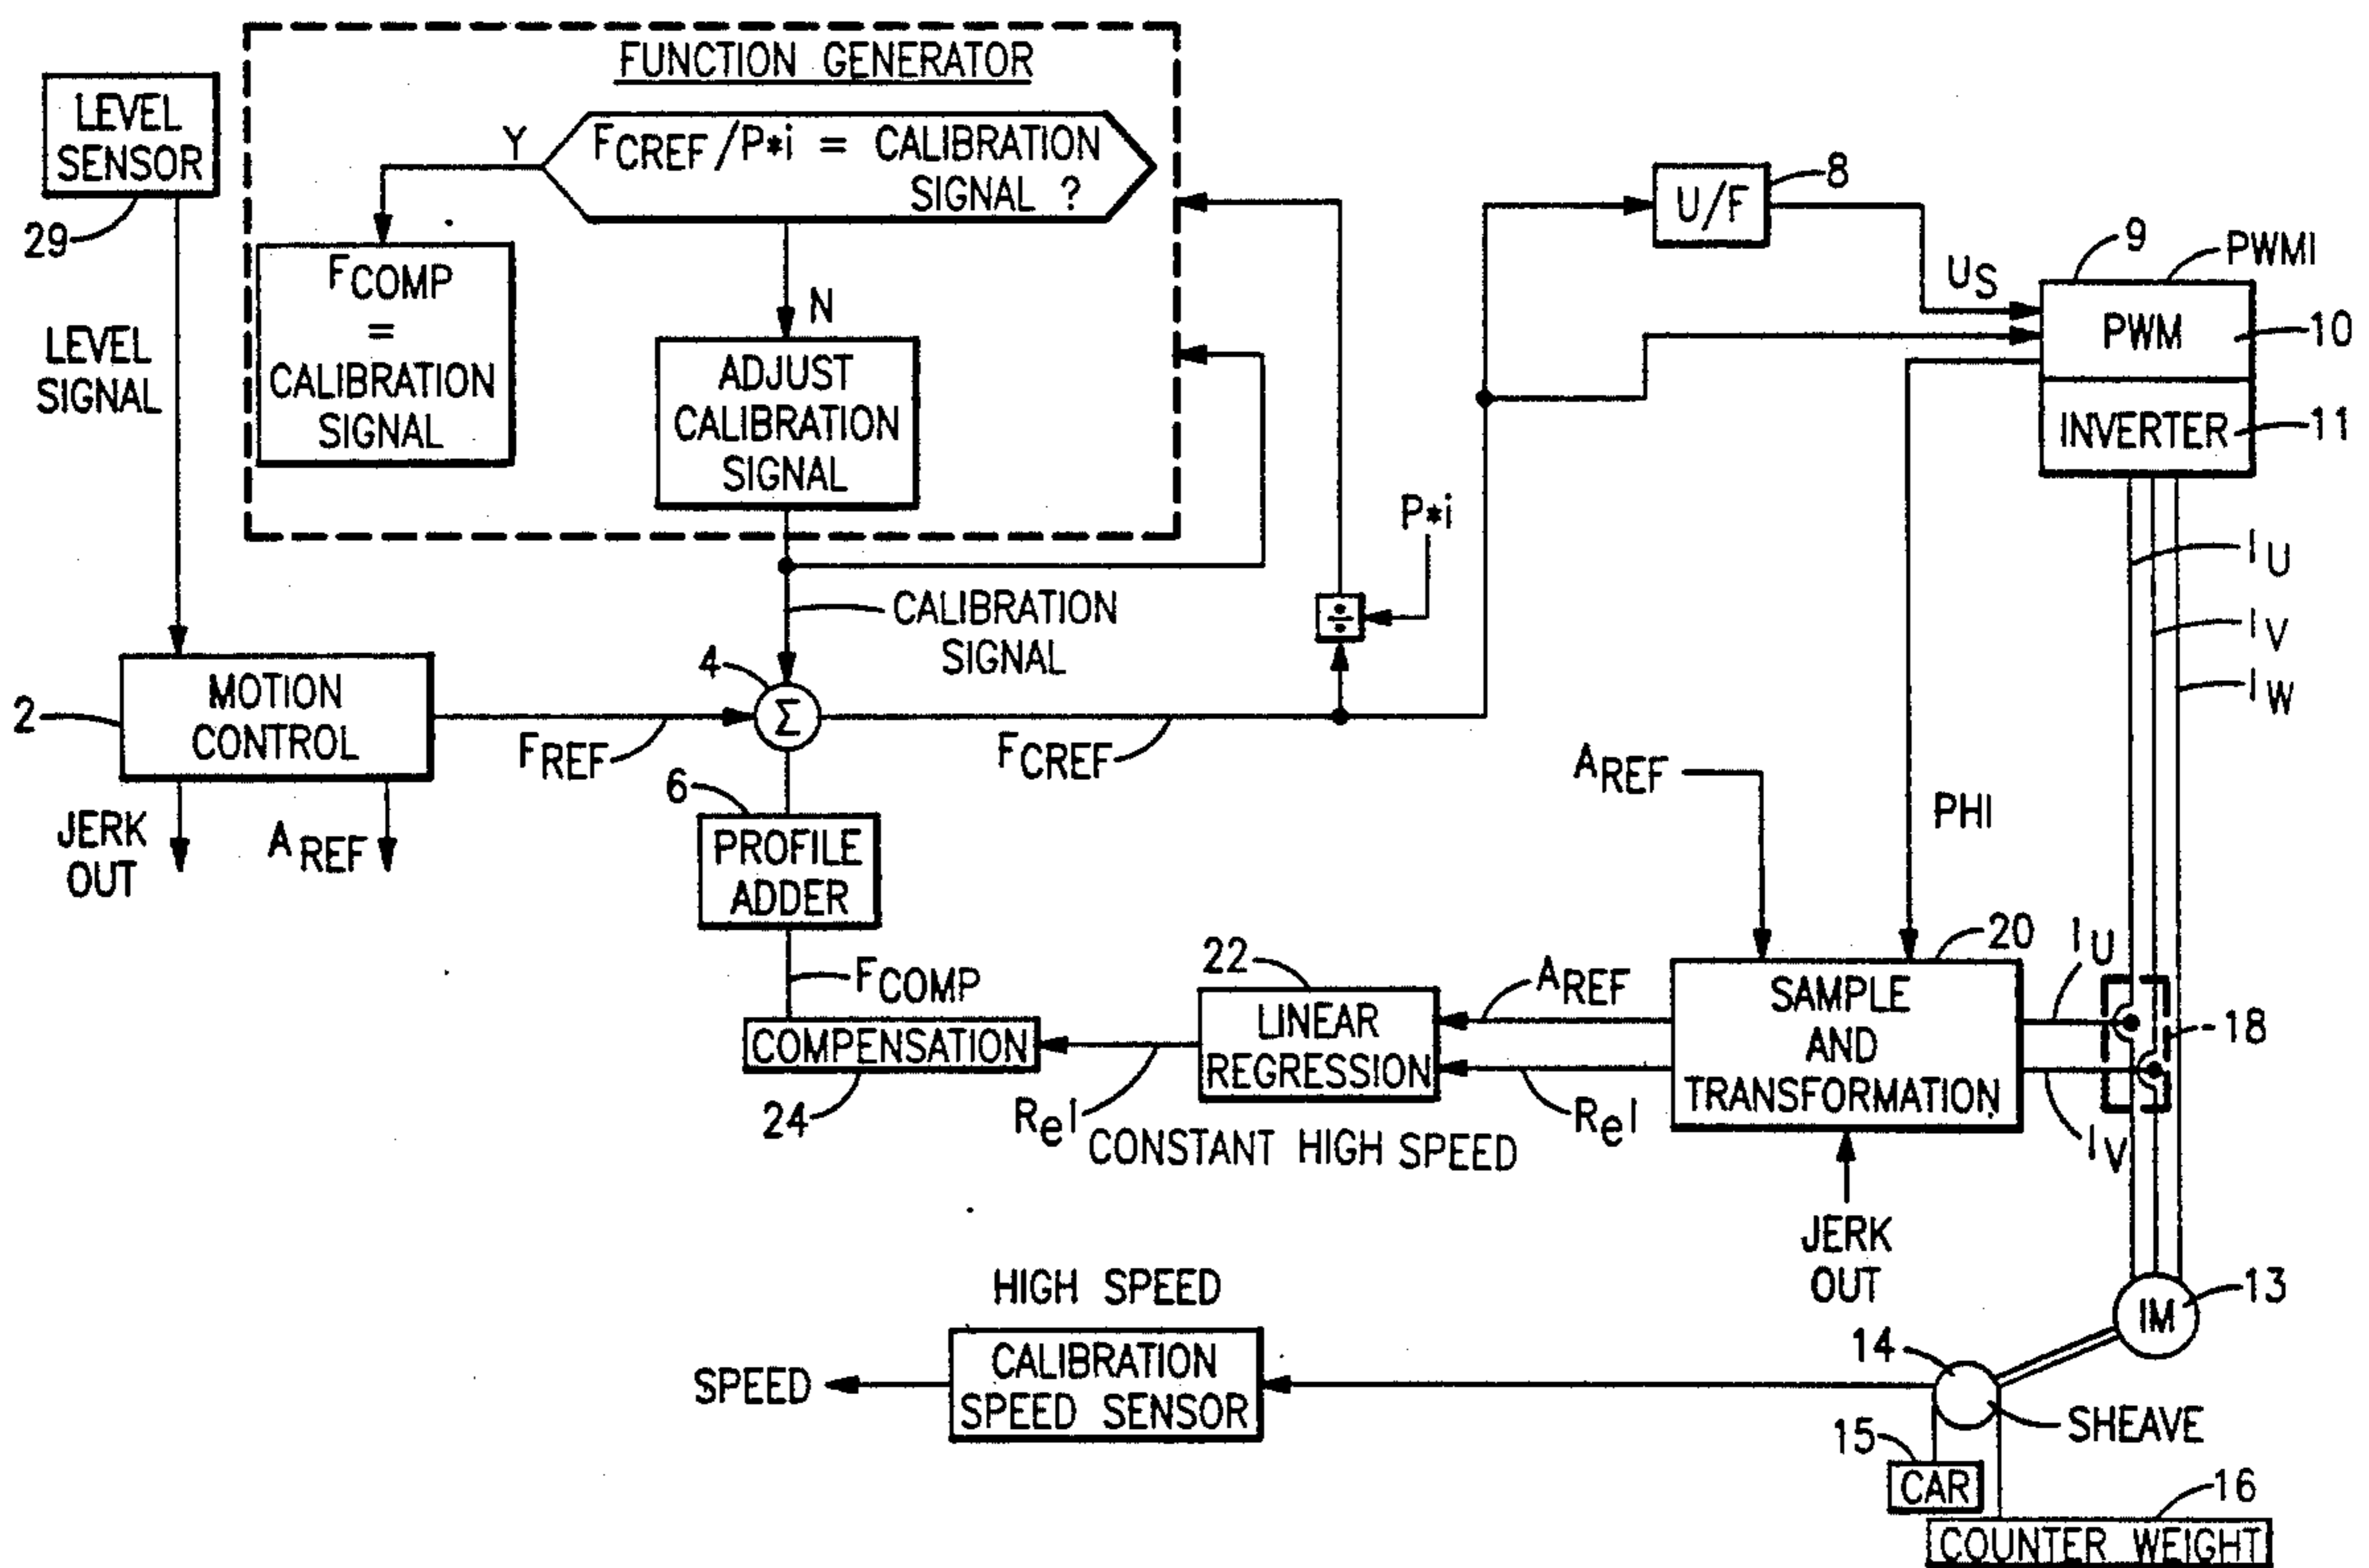 FUNCTION GENERATOR
LEVEL
SENSOR
29
Y
FCREF/P*i = CALIBRATION
SIGNAL ?
FCOMP
=
CALIBRATION
SIGNAL
N
ADJUST
CALIBRATION
SIGNAL
LEVEL
SIGNAL
CALIBRATION
SIGNAL
P*i
÷
U/F
8
US
9
PWMI
PWM
10
INVERTER
11
IU
IV
IW
2
MOTION
CONTROL
FREF
4
Σ
FCREF
JERK
OUT
AREF
6
PROFILE
ADDER
FCOMP
COMPENSATION
24
ReI
22
LINEAR
REGRESSION
AREF
ReI
CONSTANT HIGH SPEED
AREF
PHI
20
SAMPLE
AND
TRANSFORMATION
IU
IV
18
JERK
OUT
HIGH SPEED
CALIBRATION
SPEED SENSOR
SPEED
IM
13
14
SHEAVE
15
CAR
16
COUNTER WEIGHT